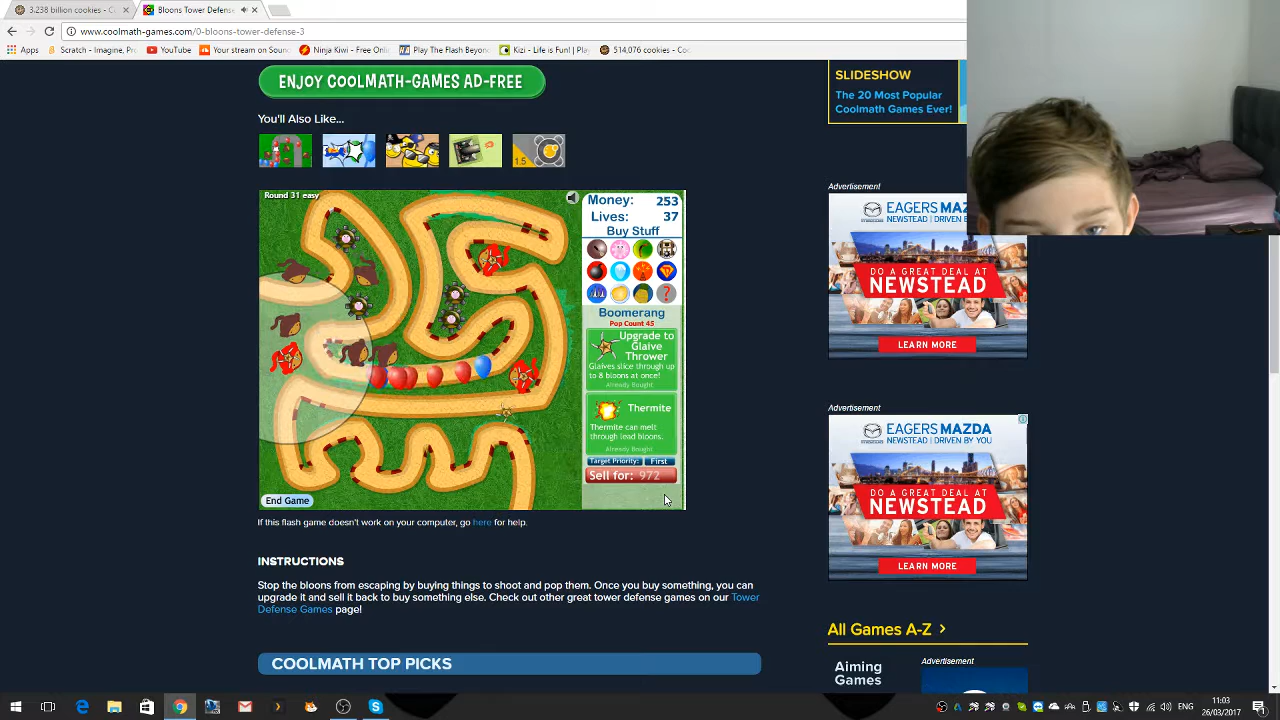 3.238 billion cookies - C
Bloons Tower Defens
www.coolmath-games.com/0-bloons-tower-defense-3
Apps
Scratch - Imagine, Pr
YouTube
Your stream on Sound
Ninja Kiwi - Free Onli
Play The Flash Beyon
Kizi - Life is Fun! | Play
514,076 cookies - Coo
ENJOY COOLMATH-GAMES AD-FREE
You'll Also Like...
1.5
SLIDESHOW
The 20 Most Popular
Coolmath Games Ever!
Round 31 easy
Money: 253
Lives: 37
Buy Stuff
?
Boomerang
Pop Count 45
Upgrade to
Glaive
Thrower
Glaives slice through up
to 8 bloons at once!
Already Bought
Thermite
Thermite can melt
through lead bloons.
Already Bought
Target Priority: First
Sell for: 972
End Game
If this flash game doesn't work on your computer, go here for help.
INSTRUCTIONS
Stop the bloons from escaping by buying things to shoot and pop them. Once you buy something, you can
upgrade it and sell it back to buy something else. Check out other great tower defense games on our Tower
Defense Games page!
COOLMATH TOP PICKS
Advertisement
EAGERS MAZ
NEWSTEAD | DRIVEN BY
DO A GREAT DEAL AT
NEWSTEAD
LEARN MORE
Advertisement
EAGERS MAZDA
NEWSTEAD | DRIVEN BY YOU
DO A GREAT DEAL AT
NEWSTEAD
LEARN MORE
All Games A-Z >
Aiming
Games
Advertisement
ENG
11:03
26/03/2017